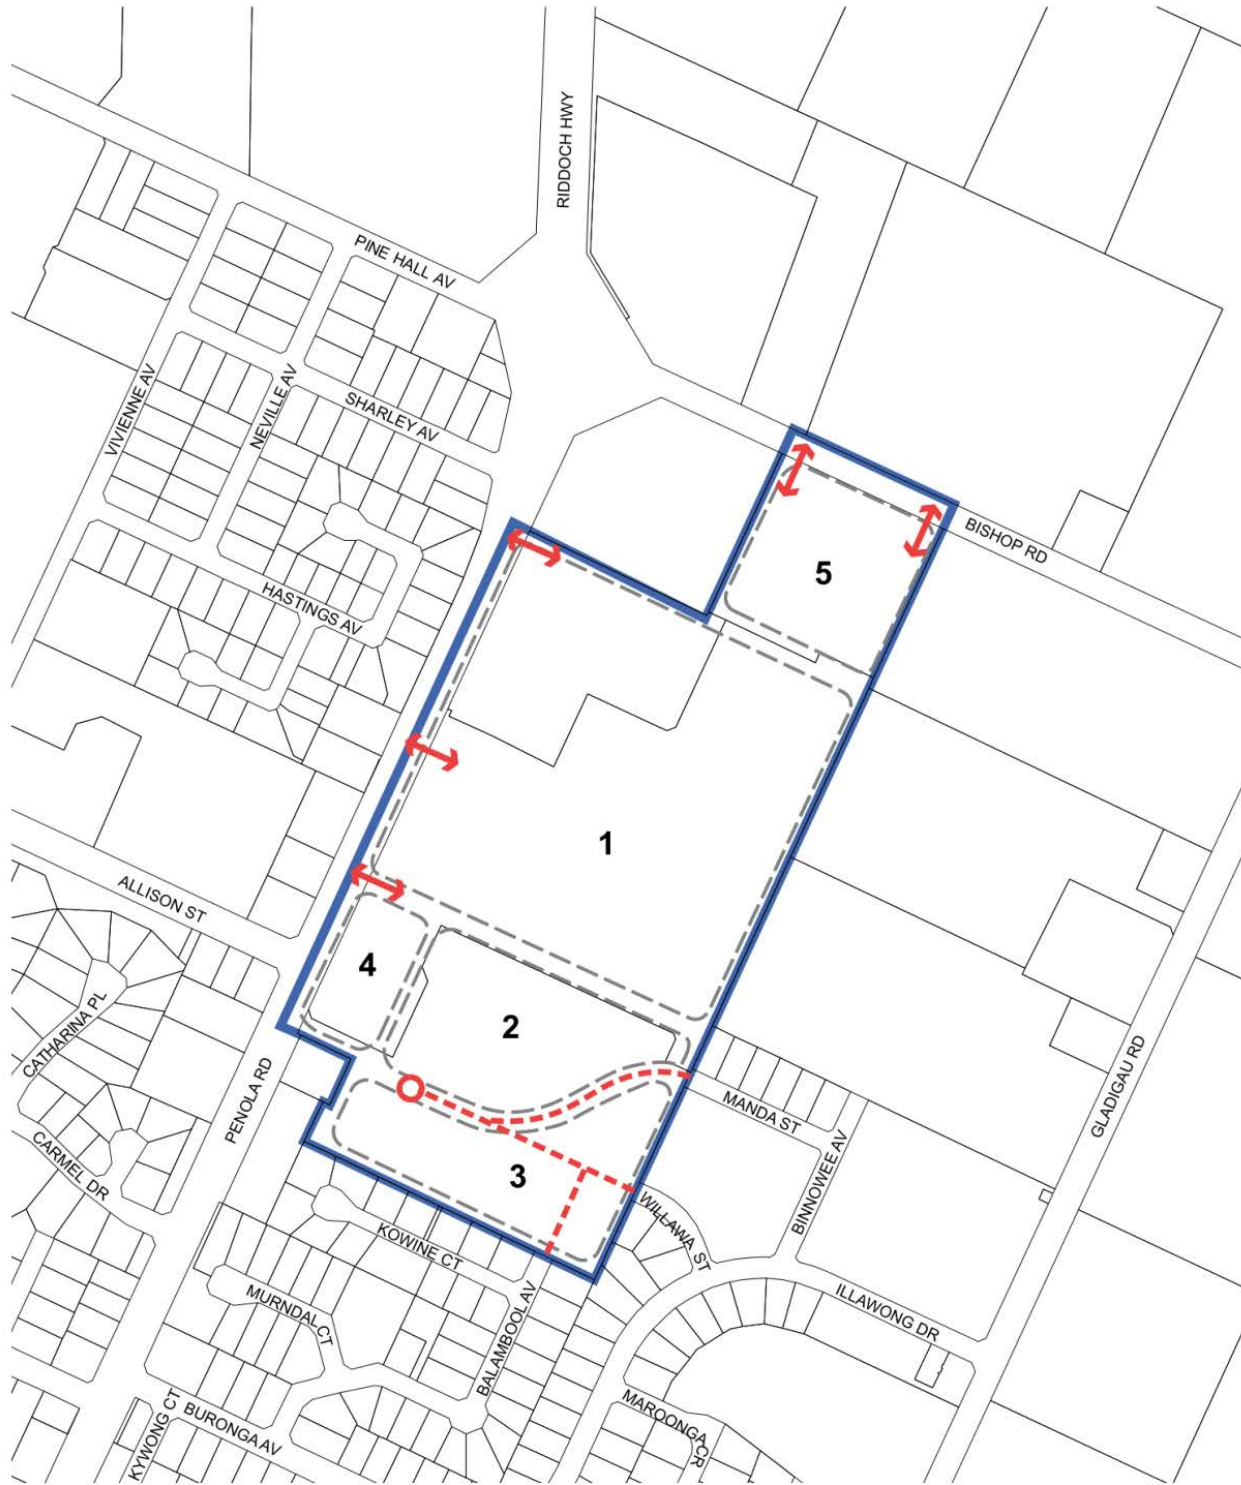 RIDDOCH HWY
PINE HALL AV
VIVIENNE AV
NEVILLE AV
SHARLEY AV
BISHOP RD
5
HASTINGS AV
1
ALLISON ST
4
2
CATHARINA PL
PENOLA RD
MANDA ST
GLADIGAU RD
CARMEL DR
3
BINNOWEE AV
WILLAWA ST
KOWINE CT
MURNDAL CT
BALAMBOOL AV
ILLAWONG DR
KYWONG CT
BURONGA AV
MAROONGA CR